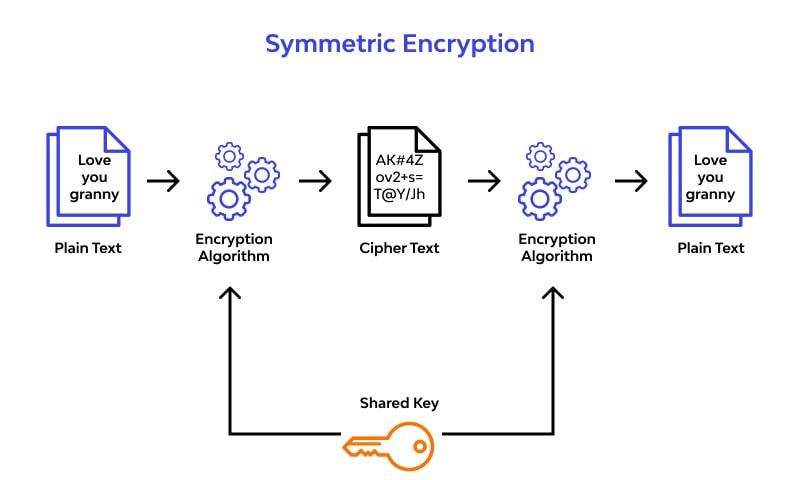 Symmetric Encryption
Love
you
granny
Plain Text
Encryption
Algorithm
AK#4Z
ov2+s=
T@Y/Jh
Cipher Text
Encryption
Algorithm
Love
you
granny
Plain Text
Shared Key